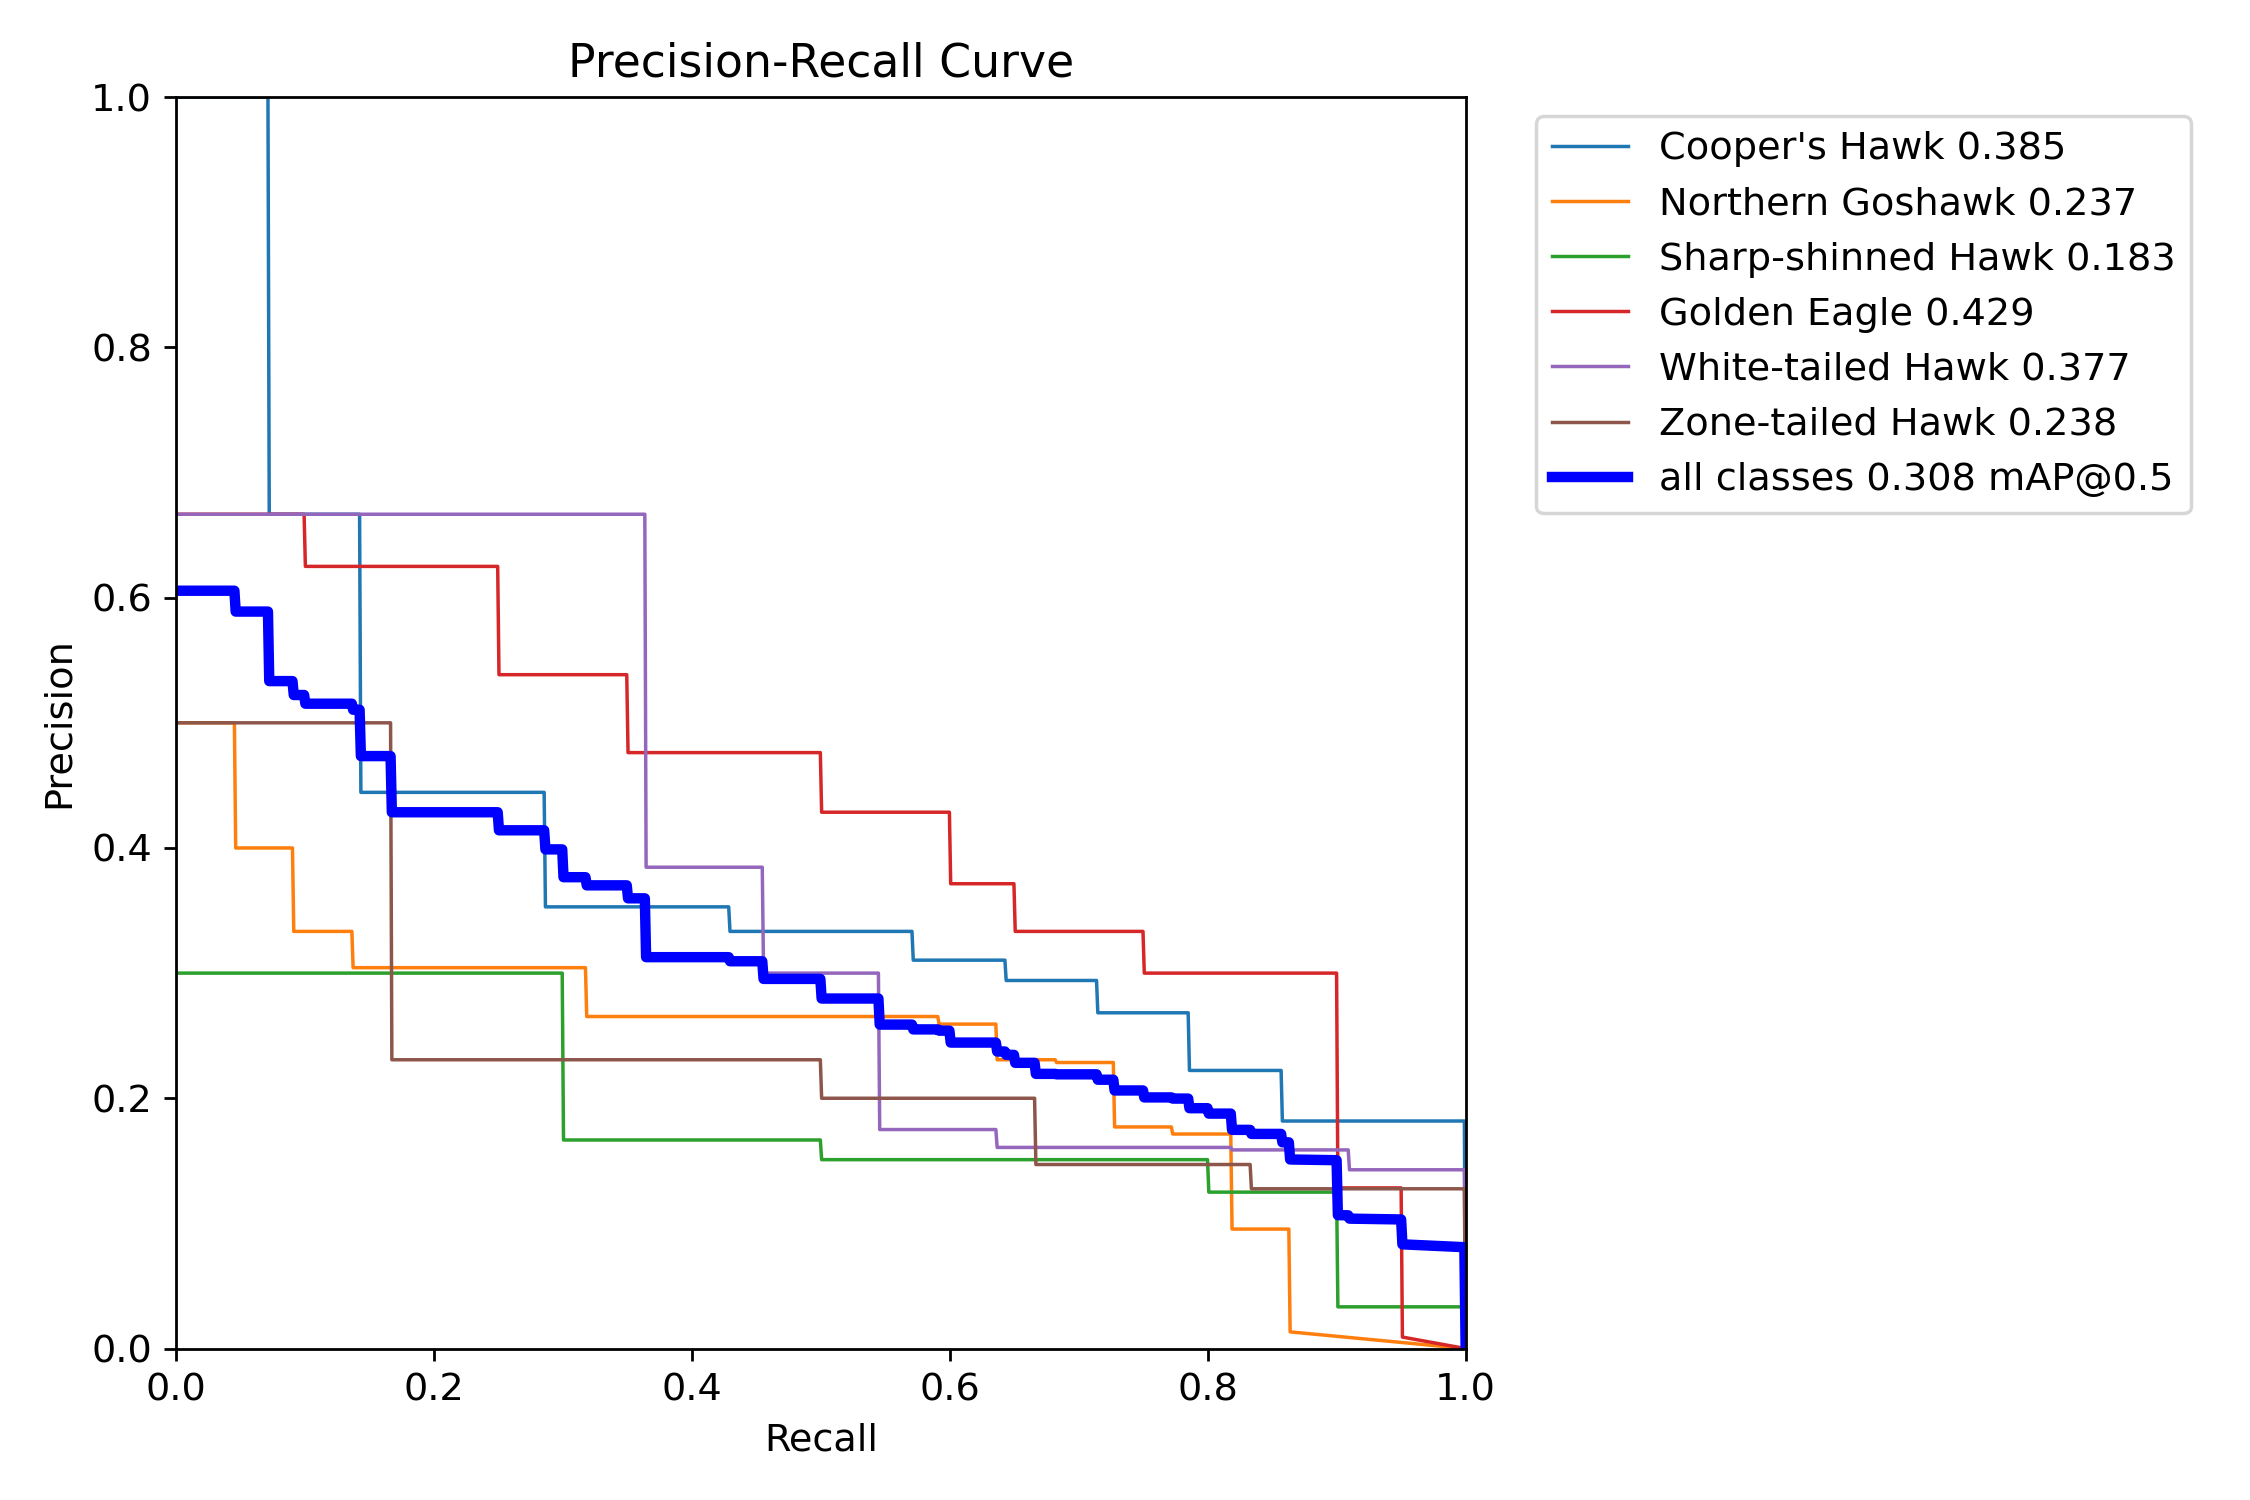 Precision-Recall Curve
1.0
0.8
0.6
0.4
0.2
0.0
Precision
0.0 0.2 0.4 0.6 0.8 1.0
Recall
Cooper's Hawk 0.385
Northern Goshawk 0.237
Sharp-shinned Hawk 0.183
Golden Eagle 0.429
White-tailed Hawk 0.377
Zone-tailed Hawk 0.238
all classes 0.308 mAP@0.5